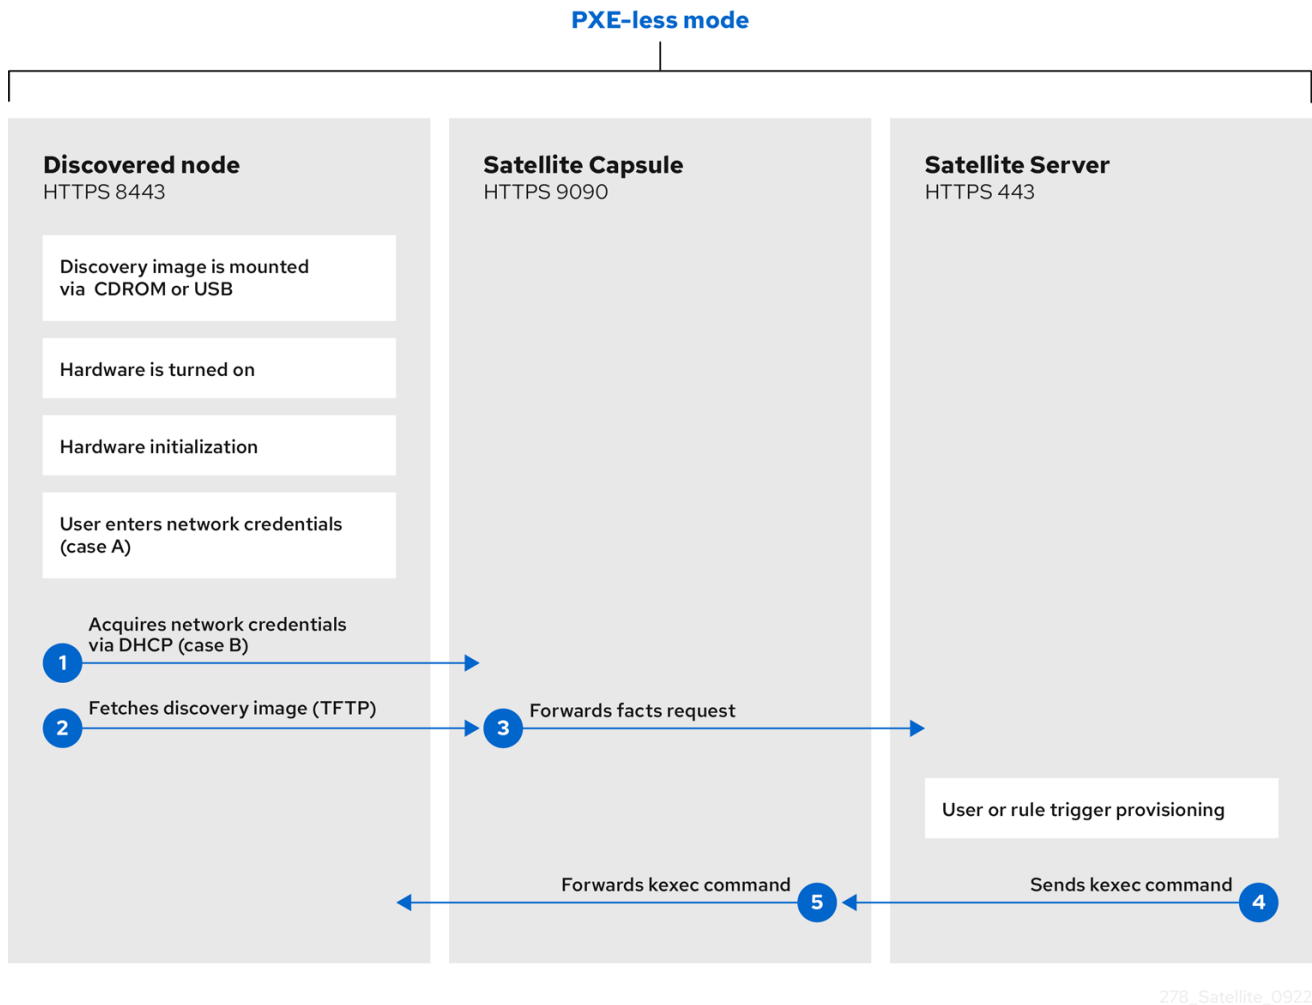 PXE-less mode
Discovered node
HTTPS 8443
Discovery image is mounted
via CDROM or USB
Hardware is turned on
Hardware initialization
User enters network credentials
(case A)
Acquires network credentials
via DHCP (case B)
1
Fetches discovery image (TFTP)
2
Satellite Capsule
HTTPS 9090
Forwards facts request
3
Forwards kexec command
5
Satellite Server
HTTPS 443
User or rule trigger provisioning
Sends kexec command
4
278_Satellite_0922